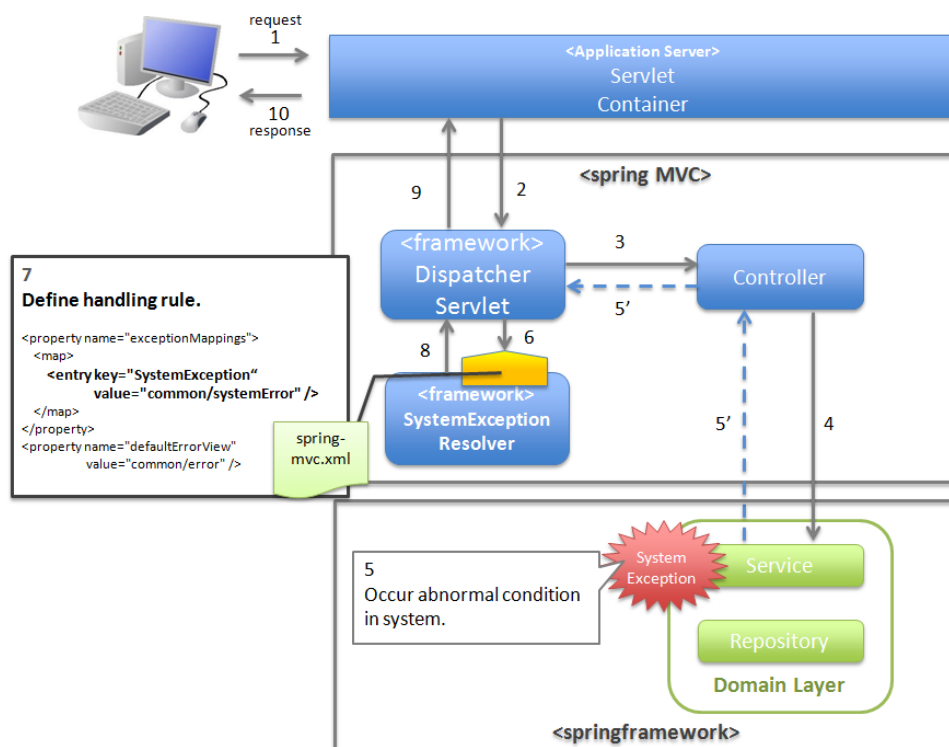 request
1
10
response
<Application Server>
Servlet
Container
<spring MVC>
9
2
<framework>
Dispatcher
Servlet
3
5’
Controller
7
Define handling rule.
<property name="exceptionMappings">
<map>
<entry key="SystemException“
value="common/systemError" />
</map>
</property>
<property name="defaultErrorView"
value="common/error" />
8
6
<framework>
SystemException
Resolver
spring-
mvc.xml
5’
4
5
Occur abnormal condition
in system.
System
Exception
Service
Repository
Domain Layer
<springframework>